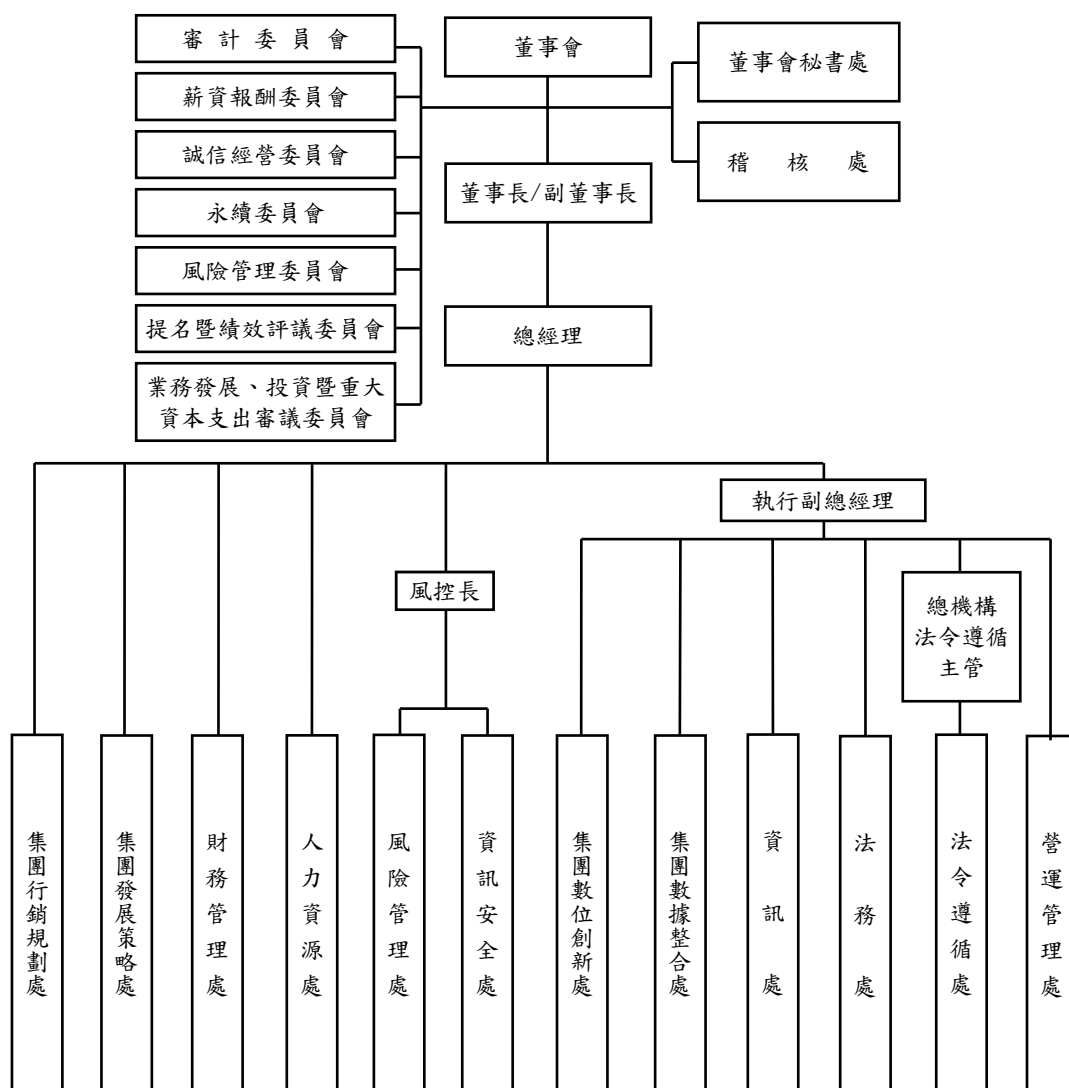 審計委員會
薪資報酬委員會
誠信經營委員會
永續委員會
風險管理委員會
提名暨績效評議委員會
業務發展、投資暨重大
資本支出審議委員會
董事會
董事長/副董事長
總經理
董事會秘書處
稽核處
執行副總經理
風控長
總機構
法令遵循
主管
集團行銷規劃處
集團發展策略處
財務管理處
人力資源處
風險管理處
資訊安全處
集團數位創新處
集團數據整合處
資訊處
法務處
法令遵循處
營運管理處